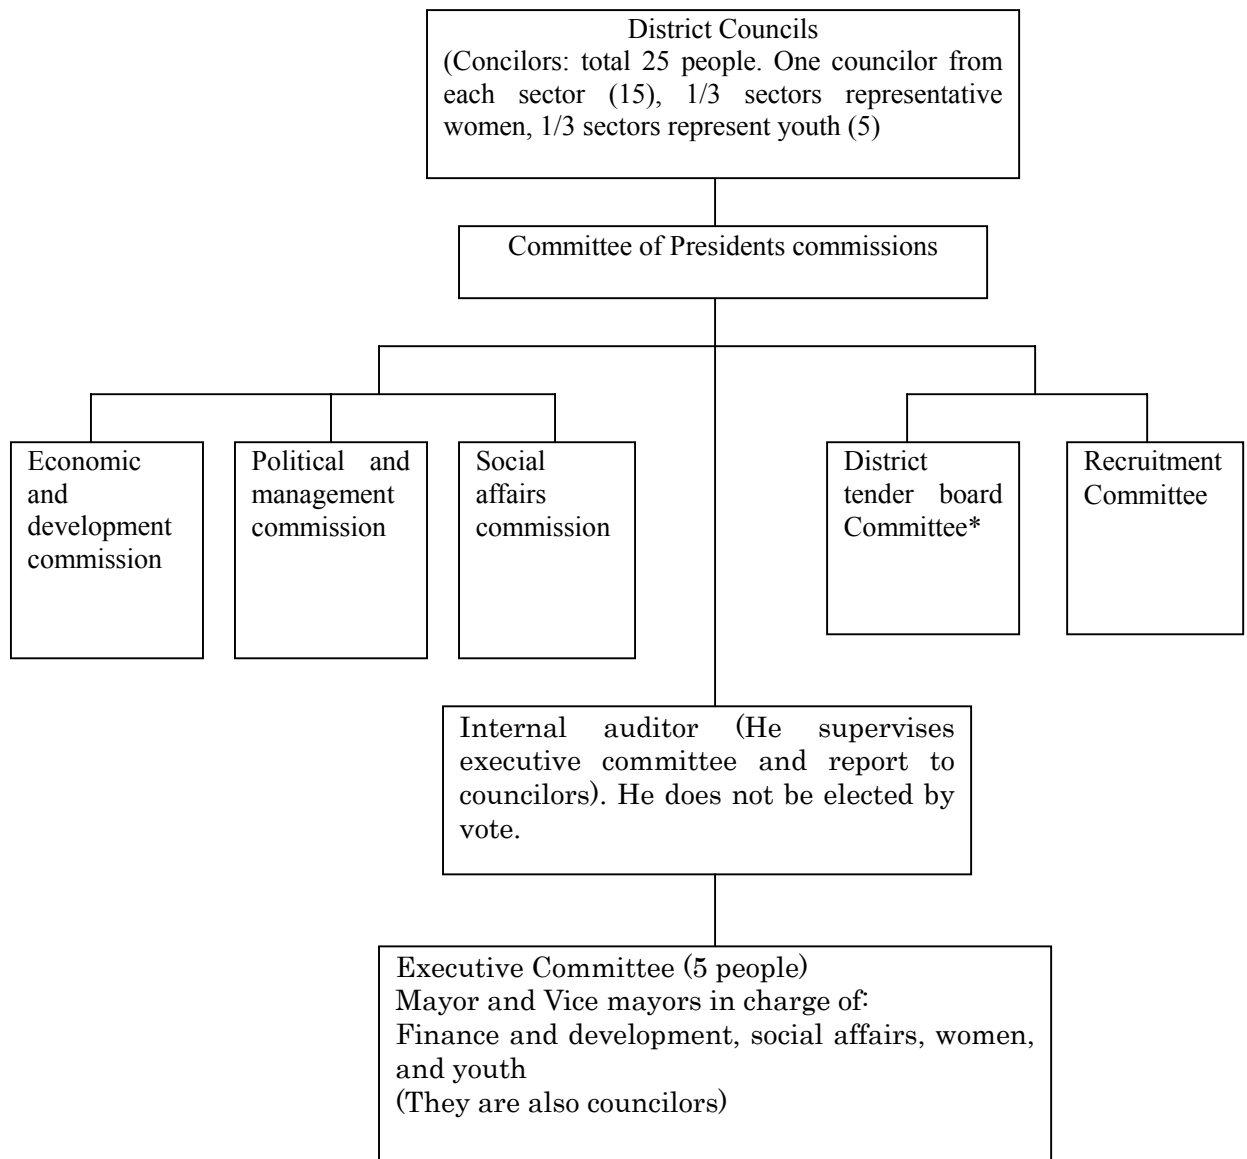 District Councils
(Concilors: total 25 people. One councilor from
each sector (15), 1/3 sectors representative
women, 1/3 sectors represent youth (5)
Committee of Presidents commissions
Economic
and
development
commission
Political and
management
commission
Social
affairs
commission
District
tender board
Committee*
Recruitment
Committee
Internal auditor (He supervises
executive committee and report to
councilors). He does not be elected by
vote.
Executive Committee (5 people)
Mayor and Vice mayors in charge of:
Finance and development, social affairs, women,
and youth
(They are also councilors)